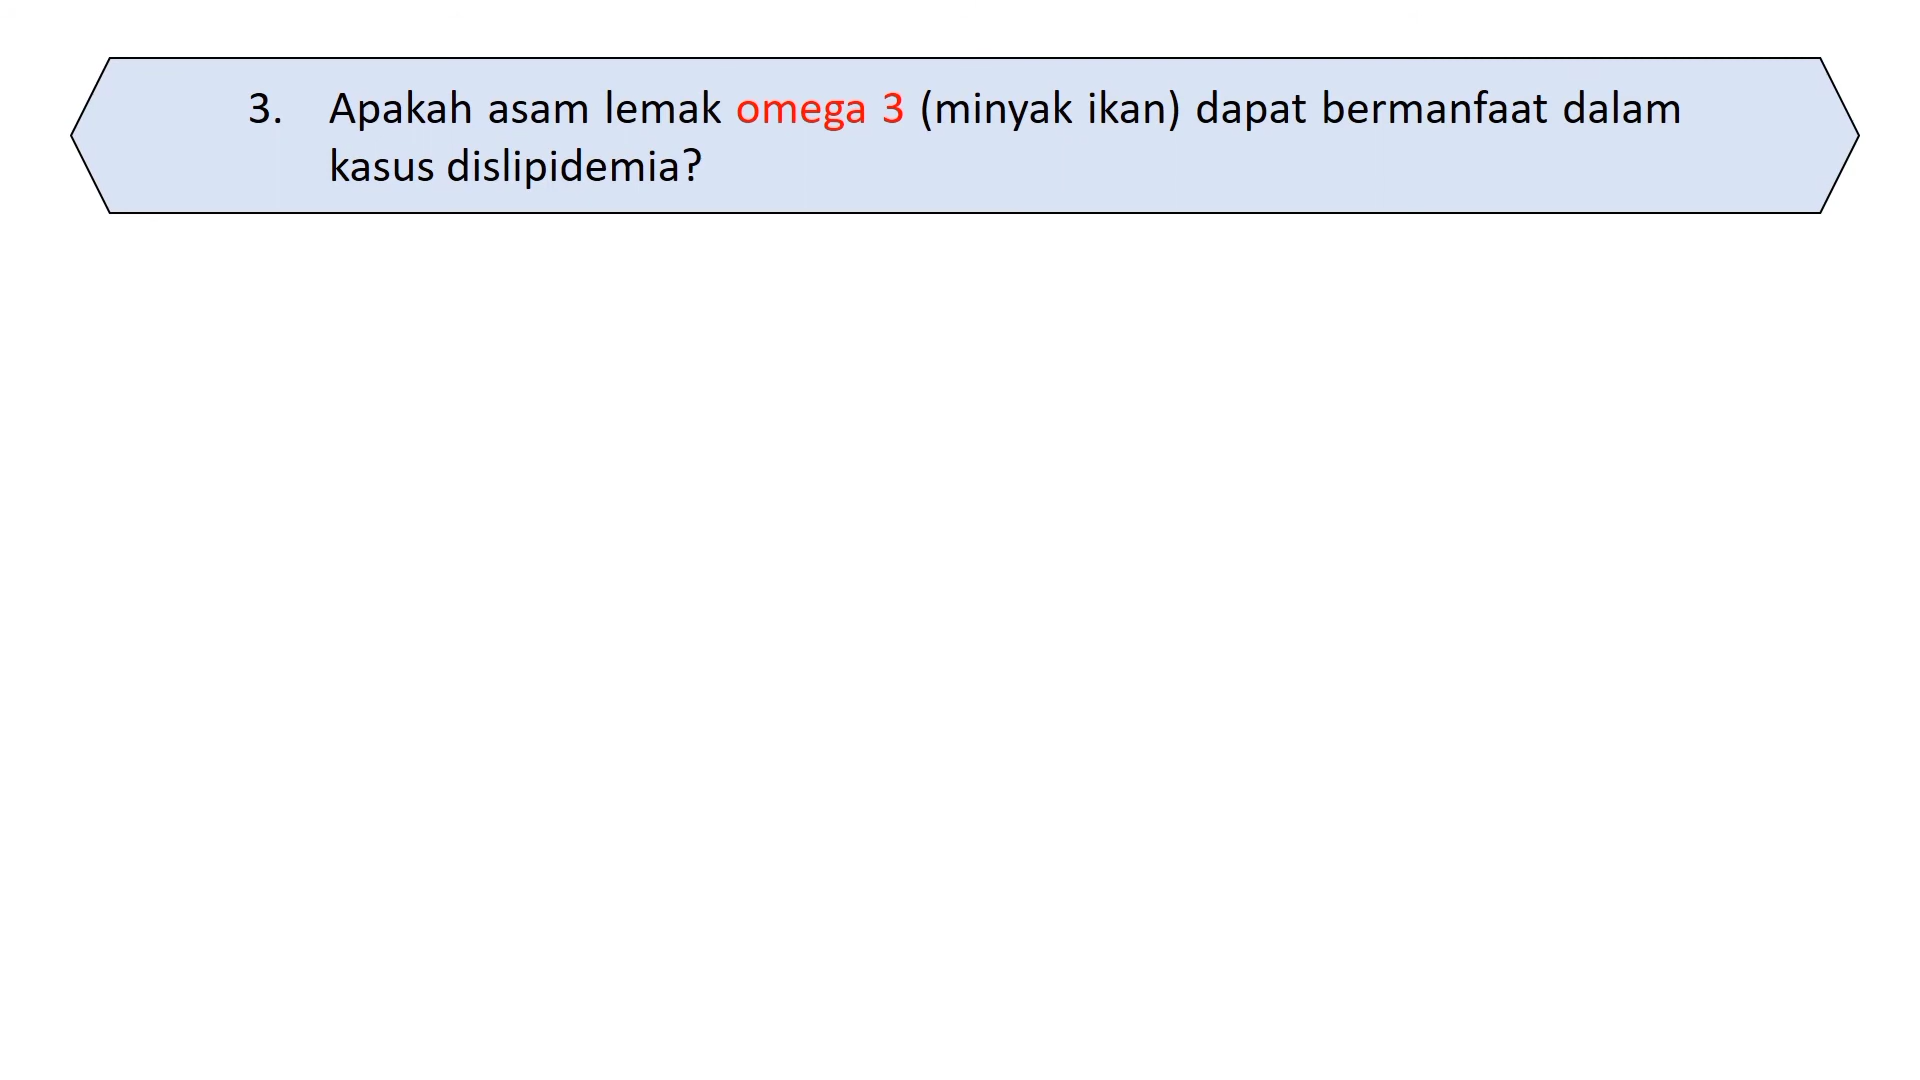 3. Apakah asam lemak omega 3 (minyak ikan) dapat bermanfaat dalam
kasus dislipidemia?